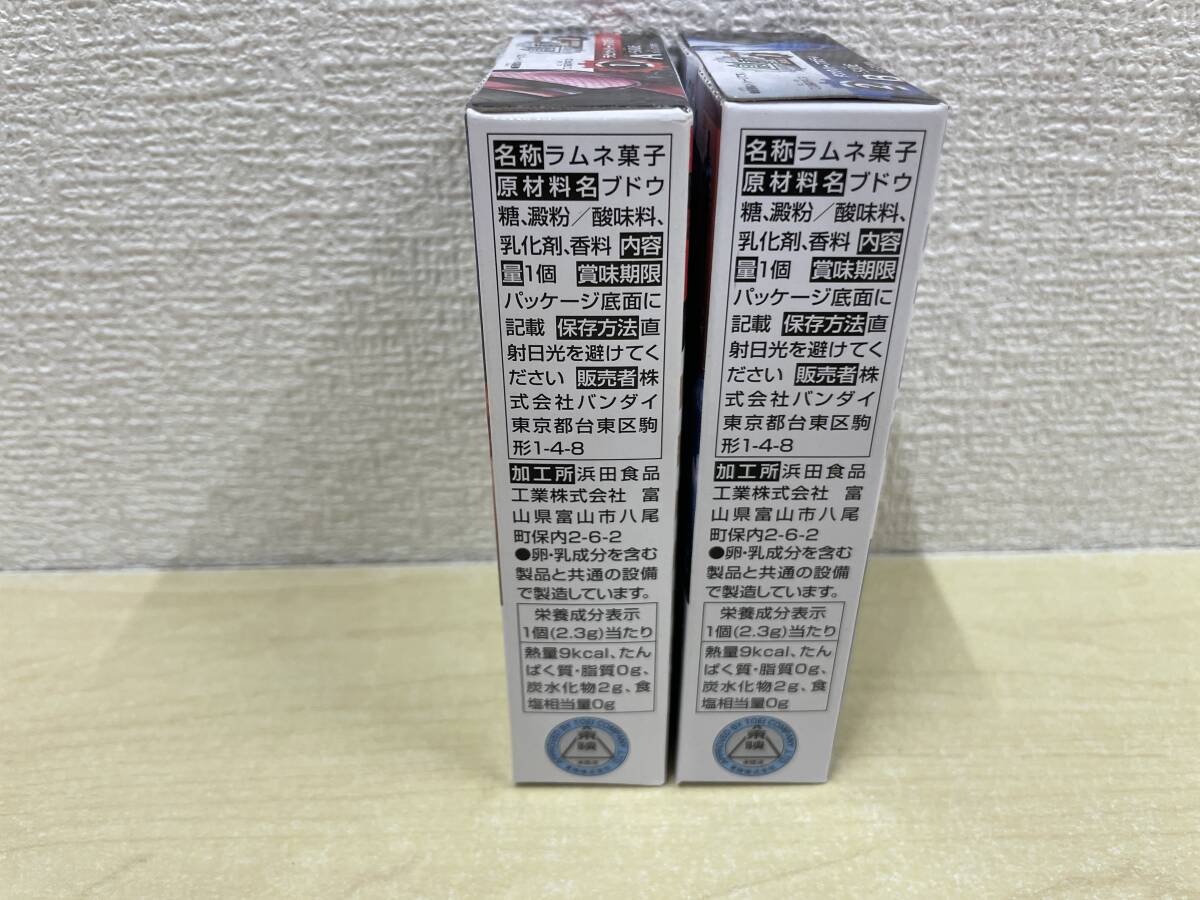 名称ラムネ菓子
原材料名ブドウ
糖、澱粉／酸味料、
乳化剤、香料 内容
量1個 賞味期限
パッケージ底面に
記載 保存方法直
射日光を避けてく
ださい 販売者株
式会社バンダイ
東京都台東区駒
形1-4-8
加工所浜田食品
工業株式会社 富
山県富山市八尾
町保内2-6-2
●卵・乳成分を含む
製品と共通の設備
で製造しています。
栄養成分表示
1個(2.3g)当たり
熱量9kcal、たん
ぱく質・脂質0g、
炭水化物2g、食
塩相当量0g
東映
名称ラムネ菓子
原材料名ブドウ
糖、澱粉／酸味料、
乳化剤、香料 内容
量1個 賞味期限
パッケージ底面に
記載 保存方法直
射日光を避けてく
ださい 販売者株
式会社バンダイ
東京都台東区駒
形1-4-8
加工所浜田食品
工業株式会社 富
山県富山市八尾
町保内2-6-2
●卵・乳成分を含む
製品と共通の設備
で製造しています。
栄養成分表示
1個(2.3g)当たり
熱量9kcal、たん
ぱく質・脂質0g、
炭水化物2g、食
塩相当量0g
東映